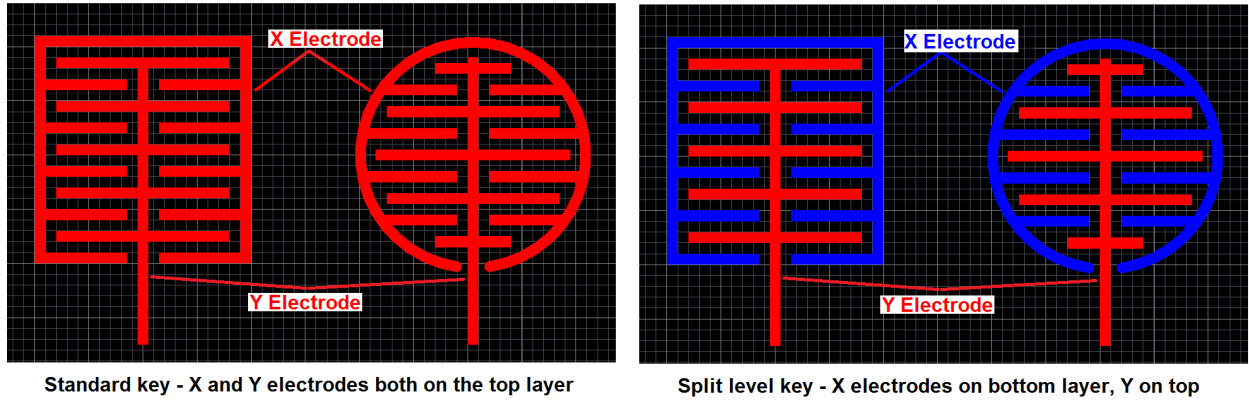 X Electrode
Y Electrode
Standard key - X and Y electrodes both on the top layer
X Electrode
Y Electrode
Split level key - X electrodes on bottom layer, Y on top